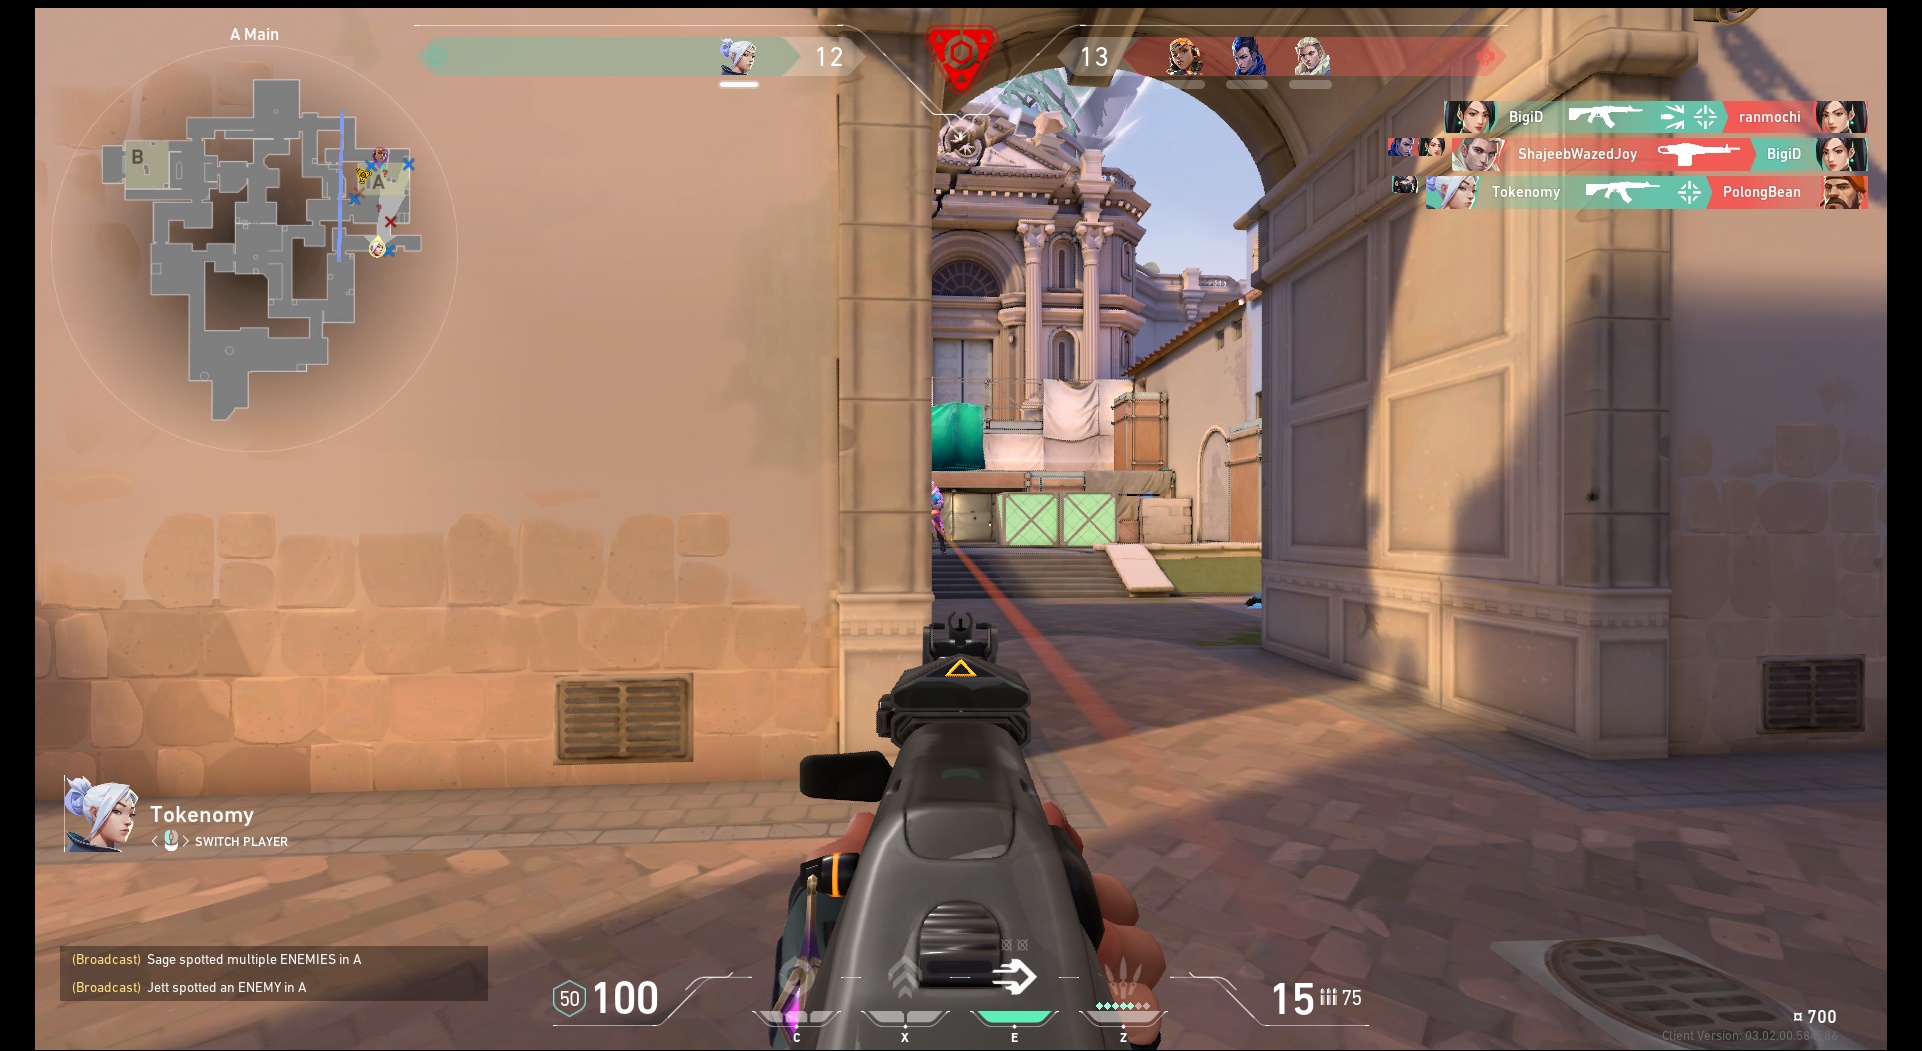 A Main
12
13
B
A
BigiD
ranmochi
ShajeebWazedJoy
BigiD
Tokenomy
PolongBean
Tokenomy
< > SWITCH PLAYER
(Broadcast) Sage spotted multiple ENEMIES in A
(Broadcast) Jett spotted an ENEMY in A
50 100
15 75
C
X
E
Z
¤ 700